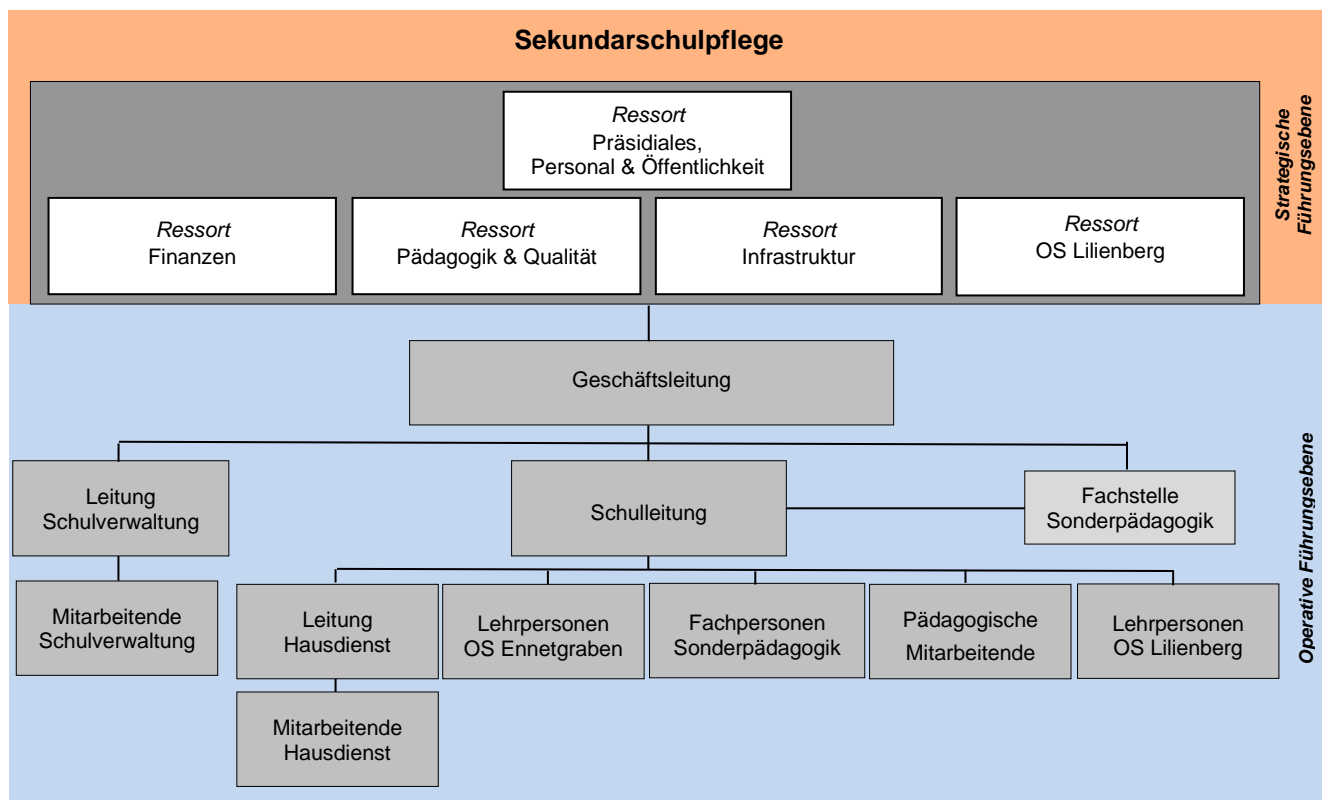 Sekundarschulpflege
Ressort
Präsidiales,
Personal & Öffentlichkeit
Ressort
Finanzen
Ressort
Pädagogik & Qualität
Ressort
Infrastruktur
Ressort
OS Lilienberg
Strategische
Führungsebene
Geschäftsleitung
Leitung
Schulverwaltung
Schulleitung
Fachstelle
Sonderpädagogik
Mitarbeitende
Schulverwaltung
Leitung
Hausdienst
Lehrpersonen
OS Ennetgraben
Fachpersonen
Sonderpädagogik
Pädagogische
Mitarbeitende
Lehrpersonen
OS Lilienberg
Mitarbeitende
Hausdienst
Operative Führungsebene